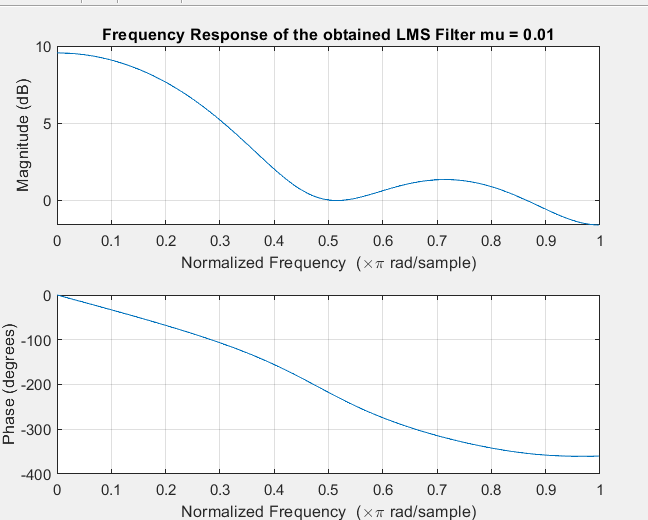 Frequency Response of the obtained LMS Filter mu = 0.01
Magnitude (dB)
10
5
0
0 0.1 0.2 0.3 0.4 0.5 0.6 0.7 0.8 0.9 1
Normalized Frequency (×π rad/sample)
Phase (degrees)
0
-100
-200
-300
-400
0 0.1 0.2 0.3 0.4 0.5 0.6 0.7 0.8 0.9 1
Normalized Frequency (×π rad/sample)